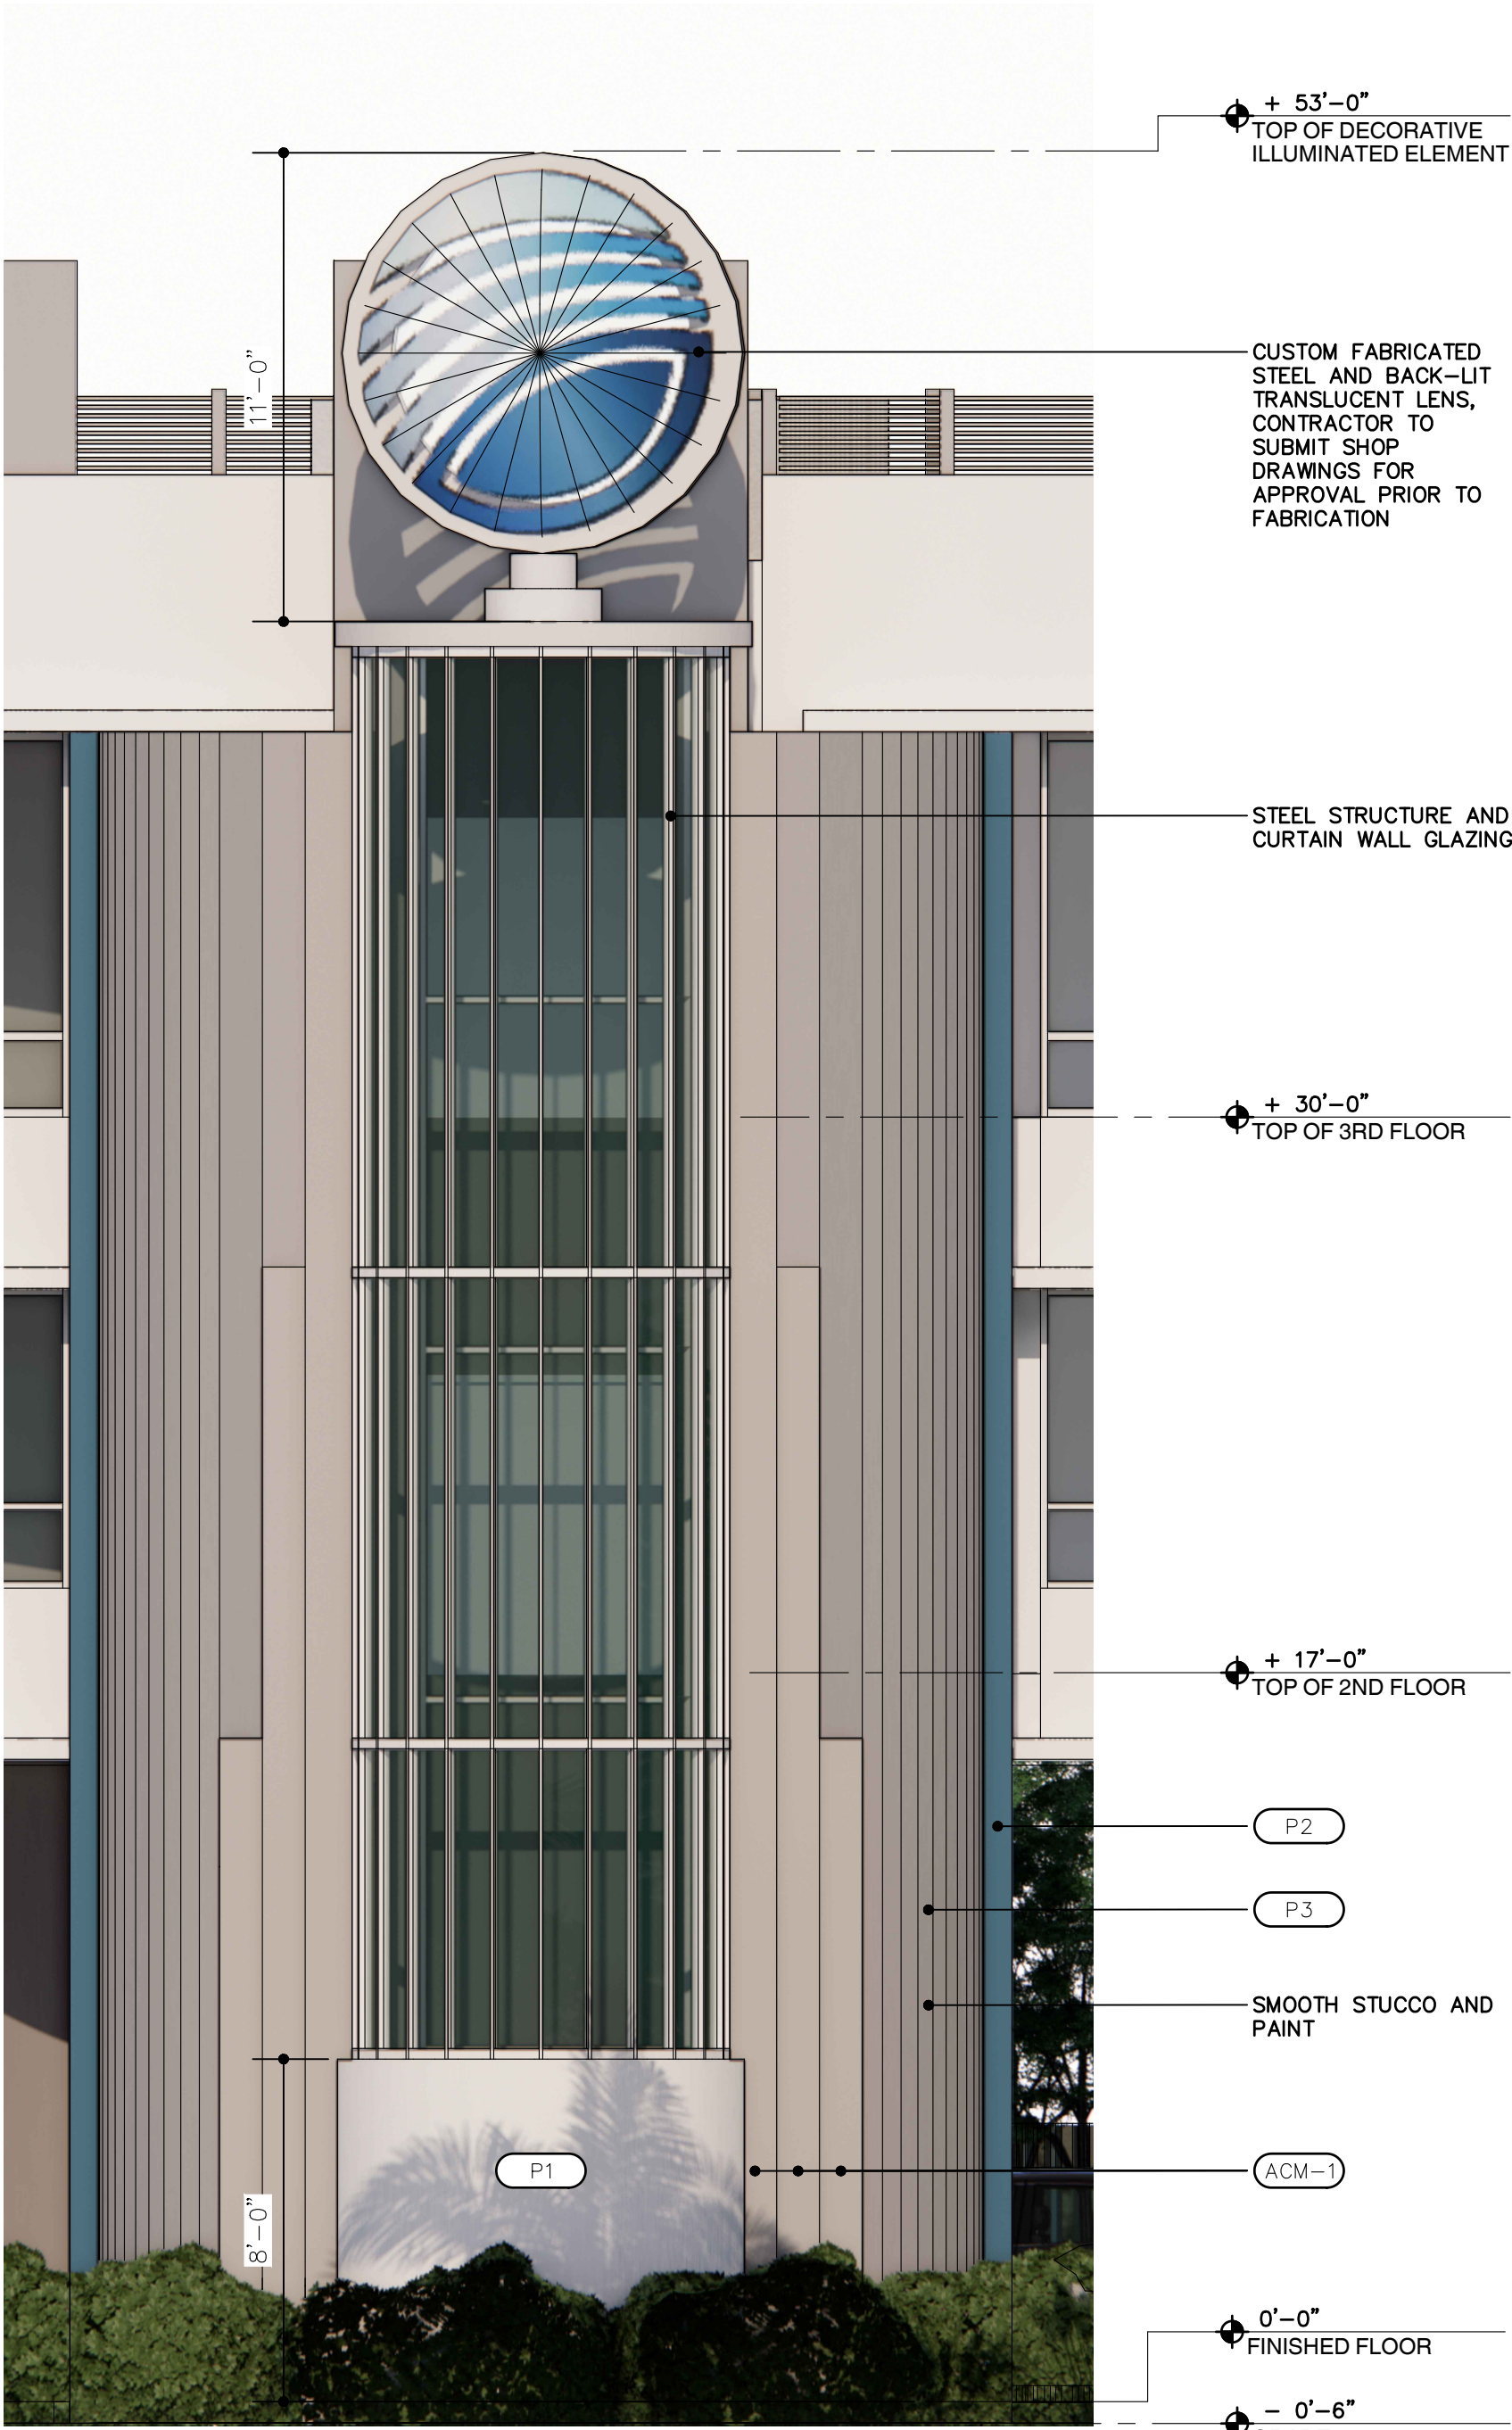 + 53'-0"
TOP OF DECORATIVE
ILLUMINATED ELEMENT
11'-0"
CUSTOM FABRICATED
STEEL AND BACK-LIT
TRANSLUCENT LENS,
CONTRACTOR TO
SUBMIT SHOP
DRAWINGS FOR
APPROVAL PRIOR TO
FABRICATION
STEEL STRUCTURE AND
CURTAIN WALL GLAZING
+ 30'-0"
TOP OF 3RD FLOOR
+ 17'-0"
TOP OF 2ND FLOOR
P2
P3
SMOOTH STUCCO AND
PAINT
P1
ACM-1
8'-0"
0'-0"
FINISHED FLOOR
- 0'-6"